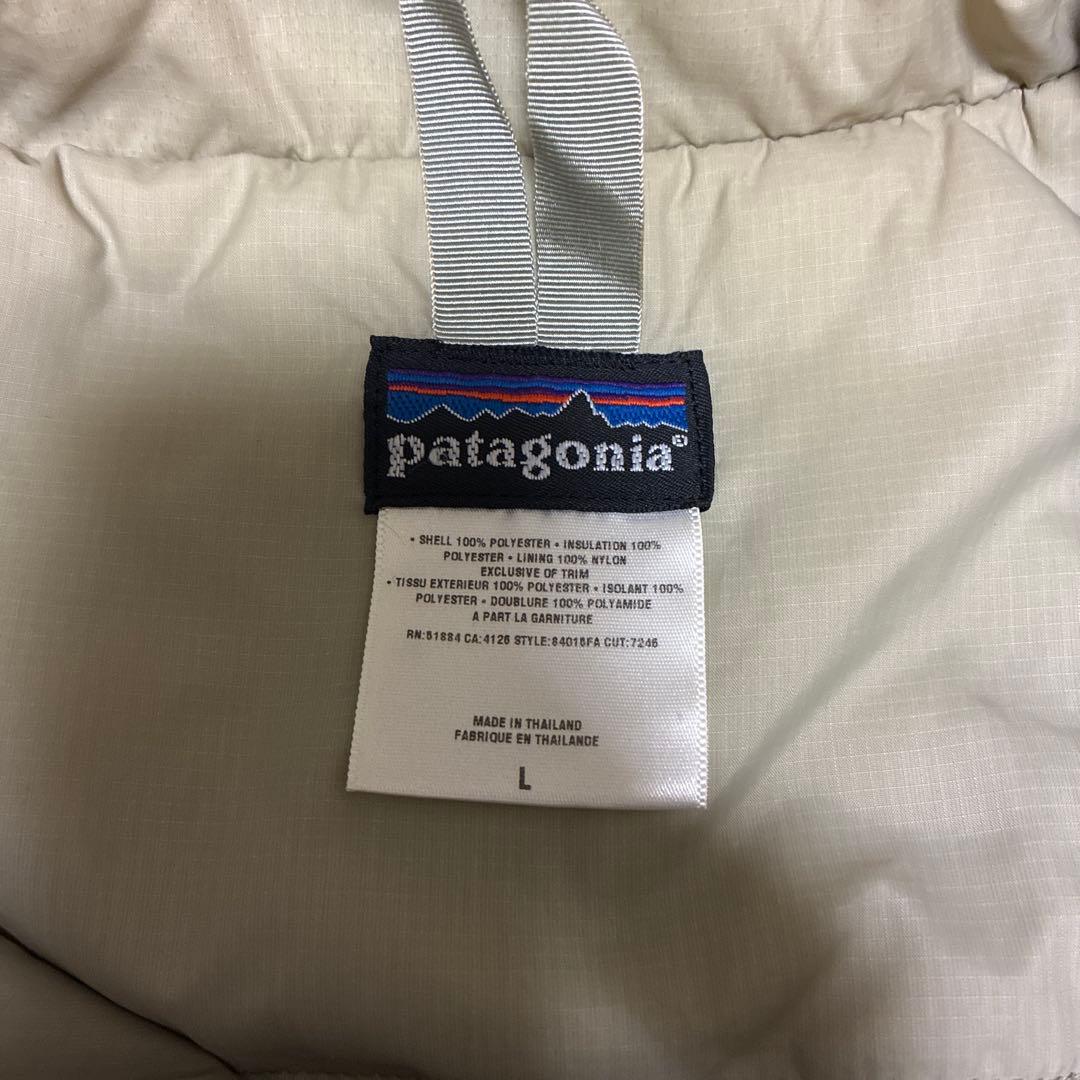 patagonia®
• SHELL 100% POLYESTER • INSULATION 100%
POLYESTER • LINING 100% NYLON
EXCLUSIVE OF TRIM
• TISSU EXTERIEUR 100% POLYESTER • ISOLANT 100%
POLYESTER • DOUBLURE 100% POLYAMIDE
A PART LA GARNITURE
RN:51884 CA:4126 STYLE:84015FA CUT:7246
MADE IN THAILAND
FABRIQUE EN THAILANDE
L